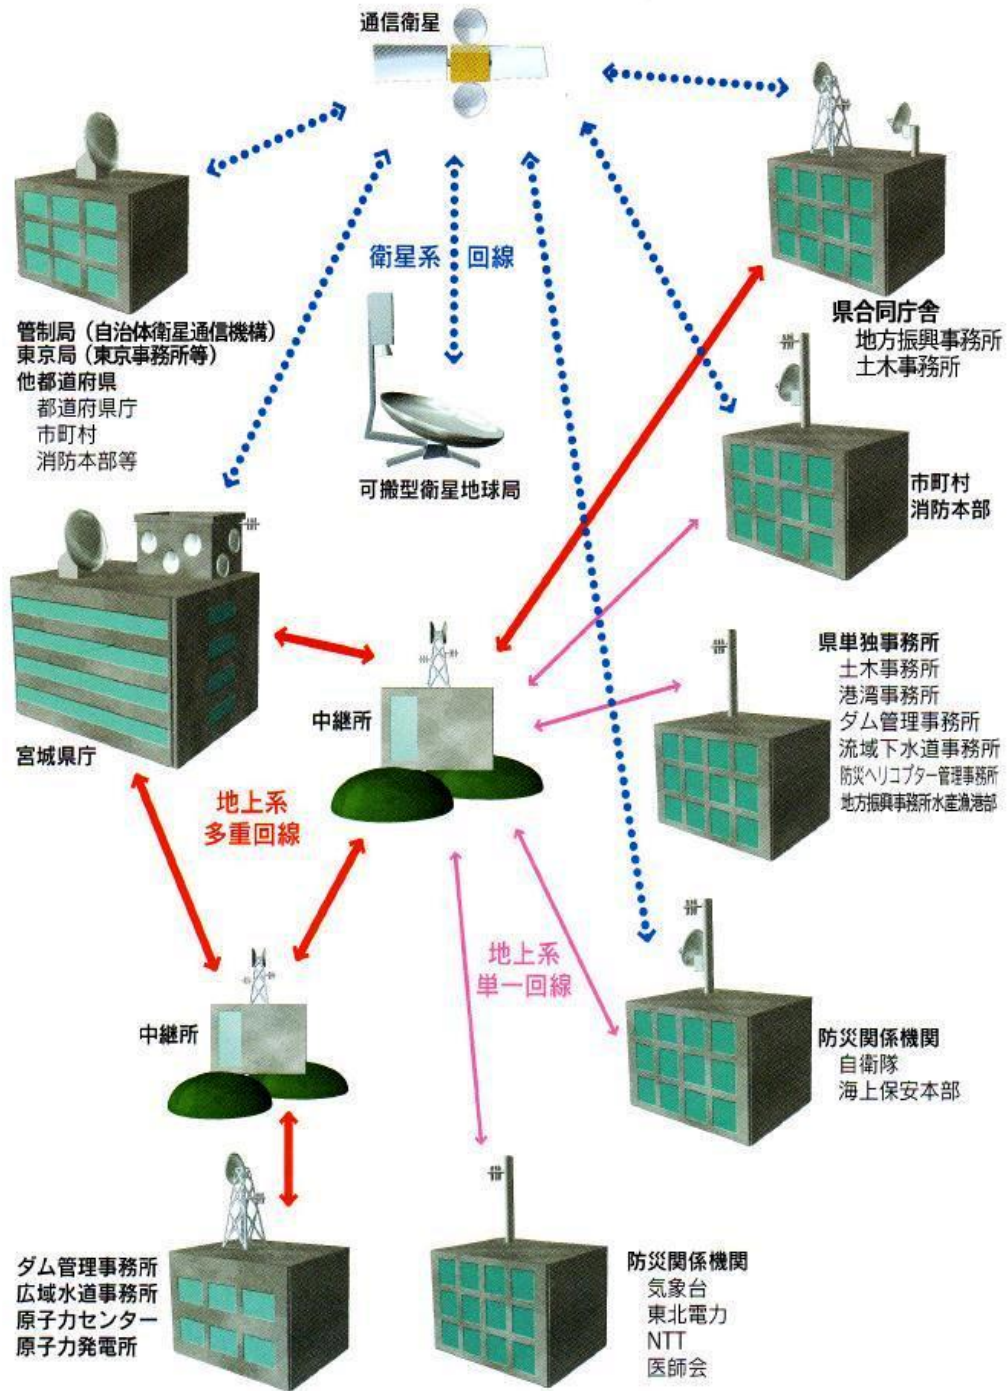 通信衛星
衛星系 回線
管制局（自治体衛星通信機構）
東京局（東京事務所等）
他都道府県
都道府県庁
市町村
消防本部等
可搬型衛星地球局
県合同庁舎
地方振興事務所
土木事務所
市町村
消防本部
宮城県庁
中継所
県単独事務所
土木事務所
港湾事務所
ダム管理事務所
流域下水道事務所
防災ヘリコプター管理事務所
地方振興事務所水産漁港部
地上系
多重回線
地上系
単一回線
中継所
防災関係機関
自衛隊
海上保安本部
ダム管理事務所
広域水道事務所
原子力センター
原子力発電所
防災関係機関
気象台
東北電力
NTT
医師会